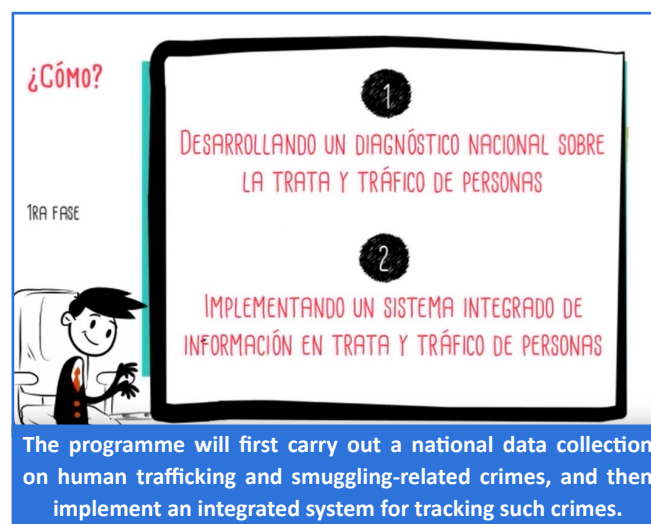 ¿CÓMO?
1RA FASE
1
DESARROLLANDO UN DIAGNÓSTICO NACIONAL SOBRE
LA TRATA Y TRÁFICO DE PERSONAS
2
IMPLEMENTANDO UN SISTEMA INTEGRADO DE
INFORMACIÓN EN TRATA Y TRÁFICO DE PERSONAS
The programme will first carry out a national data collection
on human trafficking and smuggling-related crimes, and then
implement an integrated system for tracking such crimes.